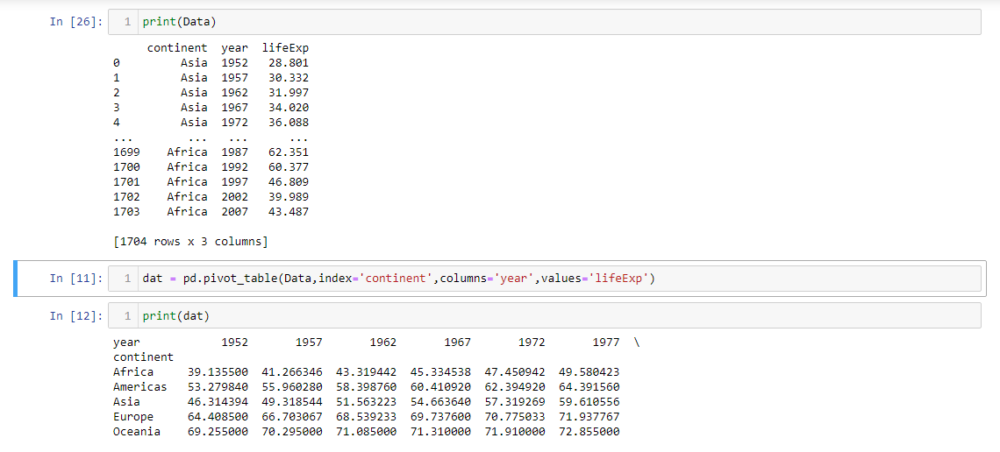 In [26]: 1 print(Data)
continent year lifeExp
0 Asia 1952 28.801
1 Asia 1957 30.332
2 Asia 1962 31.997
3 Asia 1967 34.020
4 Asia 1972 36.088
... ... ... ...
1699 Africa 1987 62.351
1700 Africa 1992 60.377
1701 Africa 1997 46.809
1702 Africa 2002 39.989
1703 Africa 2007 43.487
[1704 rows x 3 columns]
In [11]: 1 dat = pd.pivot_table(Data,index='continent',columns='year',values='lifeExp')
In [12]: 1 print(dat)
year 1952 1957 1962 1967 1972 1977 \
continent
Africa 39.135500 41.266346 43.319442 45.334538 47.450942 49.580423
Americas 53.279840 55.960280 58.398760 60.410920 62.394920 64.391560
Asia 46.314394 49.318544 51.563223 54.663640 57.319269 59.610556
Europe 64.408500 66.703067 68.539233 69.737600 70.775033 71.937767
Oceania 69.255000 70.295000 71.085000 71.310000 71.910000 72.855000